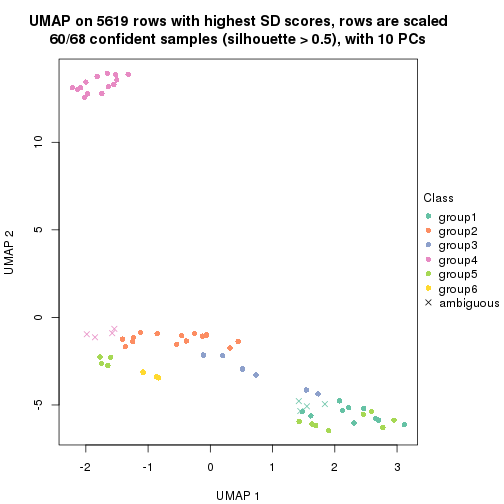 UMAP on 5619 rows with highest SD scores, rows are scaled
60/68 confident samples (silhouette > 0.5), with 10 PCs
UMAP 2
10
5
0
-5
-2
-1
0
1
2
3
UMAP 1
Class
group1
group2
group3
group4
group5
group6
ambiguous